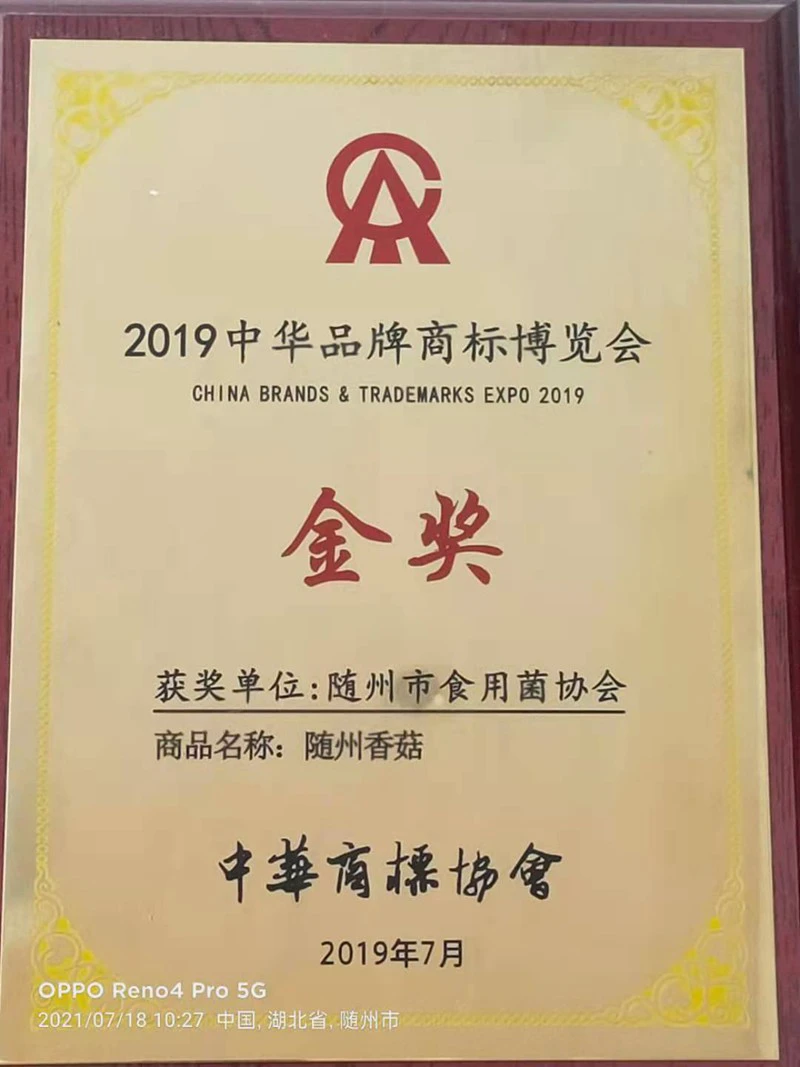 2019中华品牌商标博览会
CHINA BRANDS & TRADEMARKS EXPO 2019
金奖
获奖单位:随州市食用菌协会
商品名称：随州香菇
中華商標協會
2019年7月
OPPO Reno4 Pro 5G
2021/07/18 10:27 中国, 湖北省, 随州市